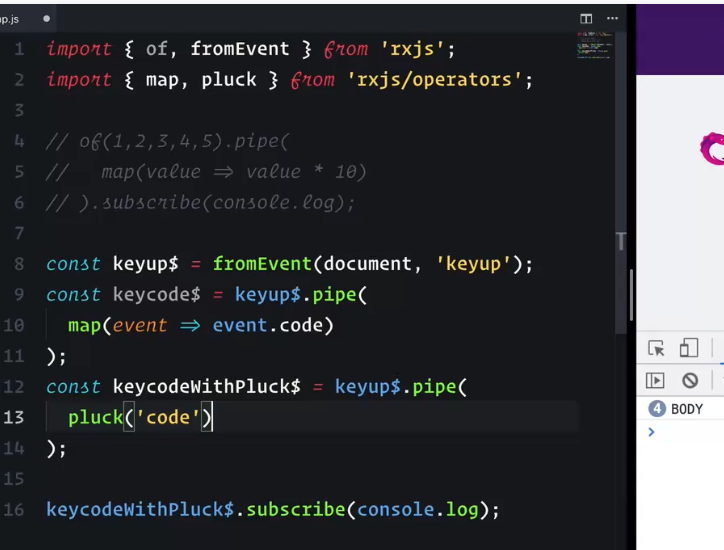 p.js
1 import { of, fromEvent } from 'rxjs';
2 import { map, pluck } from 'rxjs/operators';
3
4 // of(1,2,3,4,5).pipe(
5 //   map(value => value * 10)
6 // ).subscribe(console.log);
7
8 const keyup$ = fromEvent(document, 'keyup');
9 const keycode$ = keyup$.pipe(
10   map(event => event.code)
11 );
12 const keycodeWithPluck$ = keyup$.pipe(
13   pluck('code')
14 );
15
16 keycodeWithPluck$.subscribe(console.log);
4 BODY